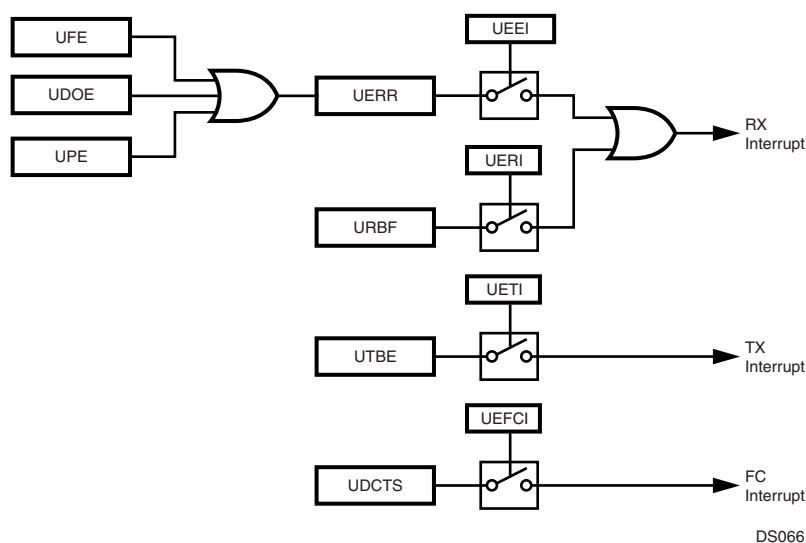 UFE
UDOE
UPE
UERR
UEEI
RX
Interrupt
UERI
URBF
UETI
UTBE
TX
Interrupt
UEFCI
UDCTS
FC
Interrupt
DS066